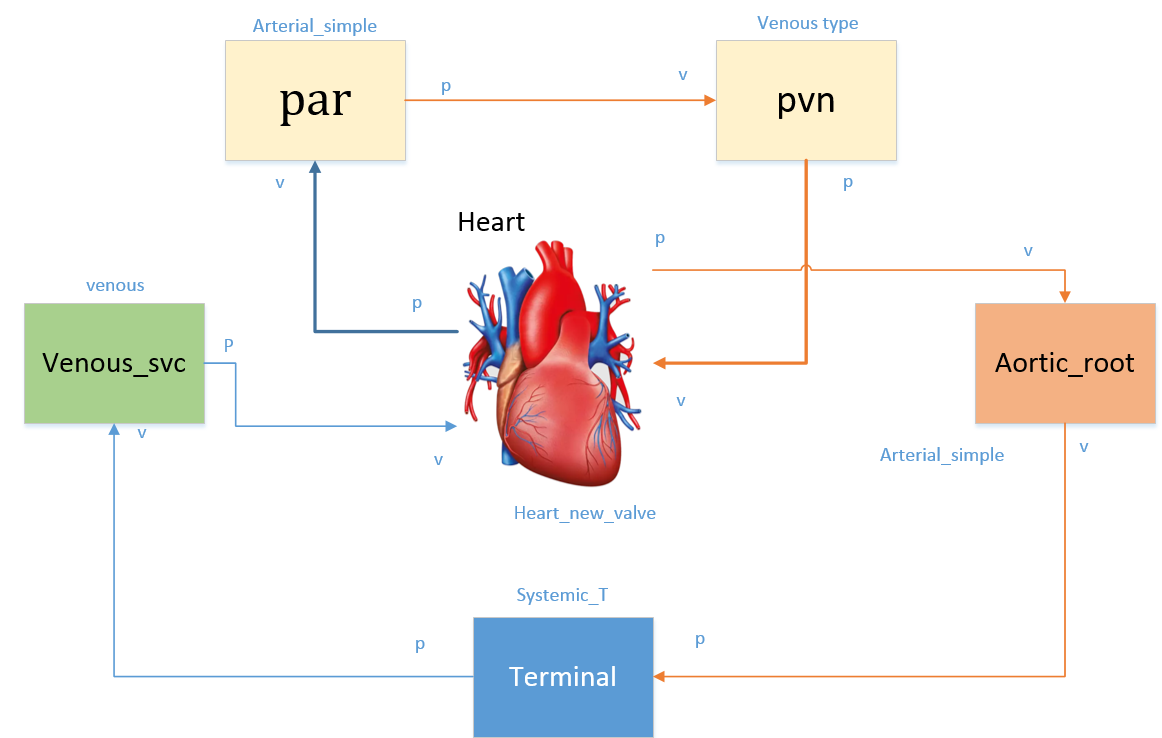 Arterial_simple
Venous type
par
p
v
pvn
v
p
Heart
p
v
venous
p
Venous_svc
P
Aortic_root
v
v
v
v
Arterial_simple
Heart_new_valve
Systemic_T
p
p
Terminal